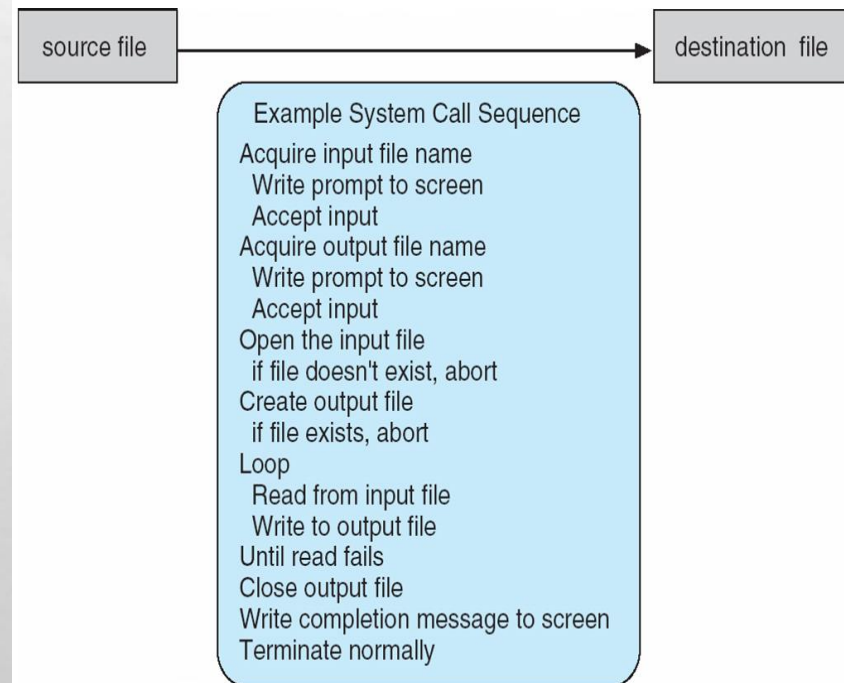 source file
destination file
Example System Call Sequence
Acquire input file name
Write prompt to screen
Accept input
Acquire output file name
Write prompt to screen
Accept input
Open the input file
if file doesn't exist, abort
Create output file
if file exists, abort
Loop
Read from input file
Write to output file
Until read fails
Close output file
Write completion message to screen
Terminate normally